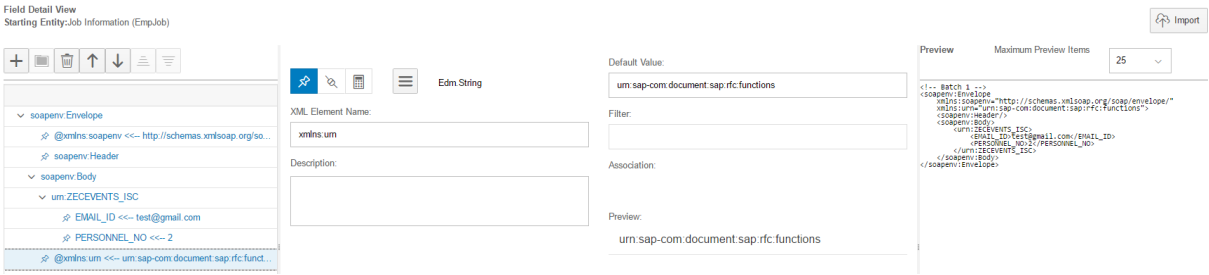 Field Detail View
Starting Entity:Job Information (EmpJob)
Import
Edm.String
XML Element Name:
xmlns:urn
Description:
Default Value:
urn:sap-com:document:sap:rfc:functions
Filter:
Association:
Preview:
urn:sap-com:document:sap:rfc:functions
soapenv:Envelope
@xmlns:soapenv <<-- http://schemas.xmlsoap.org/so...
soapenv:Header
soapenv:Body
urn:ZECEVENTS_ISC
EMAIL_ID <<-- test@gmail.com
PERSONNEL_NO <<-- 2
@xmlns:urn <<-- urn:sap-com:document:sap:rfc:funct...
Preview Maximum Preview Items 25
<!-- Batch 1 -->
<soapenv:Envelope
xmlns:soapenv="http://schemas.xmlsoap.org/soap/envelope/"
xmlns:urn="urn:sap-com:document:sap:rfc:functions">
<soapenv:Header/>
<soapenv:Body>
<urn:ZECEVENTS_ISC>
<EMAIL_ID>test@gmail.com</EMAIL_ID>
<PERSONNEL_NO>2</PERSONNEL_NO>
</urn:ZECEVENTS_ISC>
</soapenv:Body>
</soapenv:Envelope>